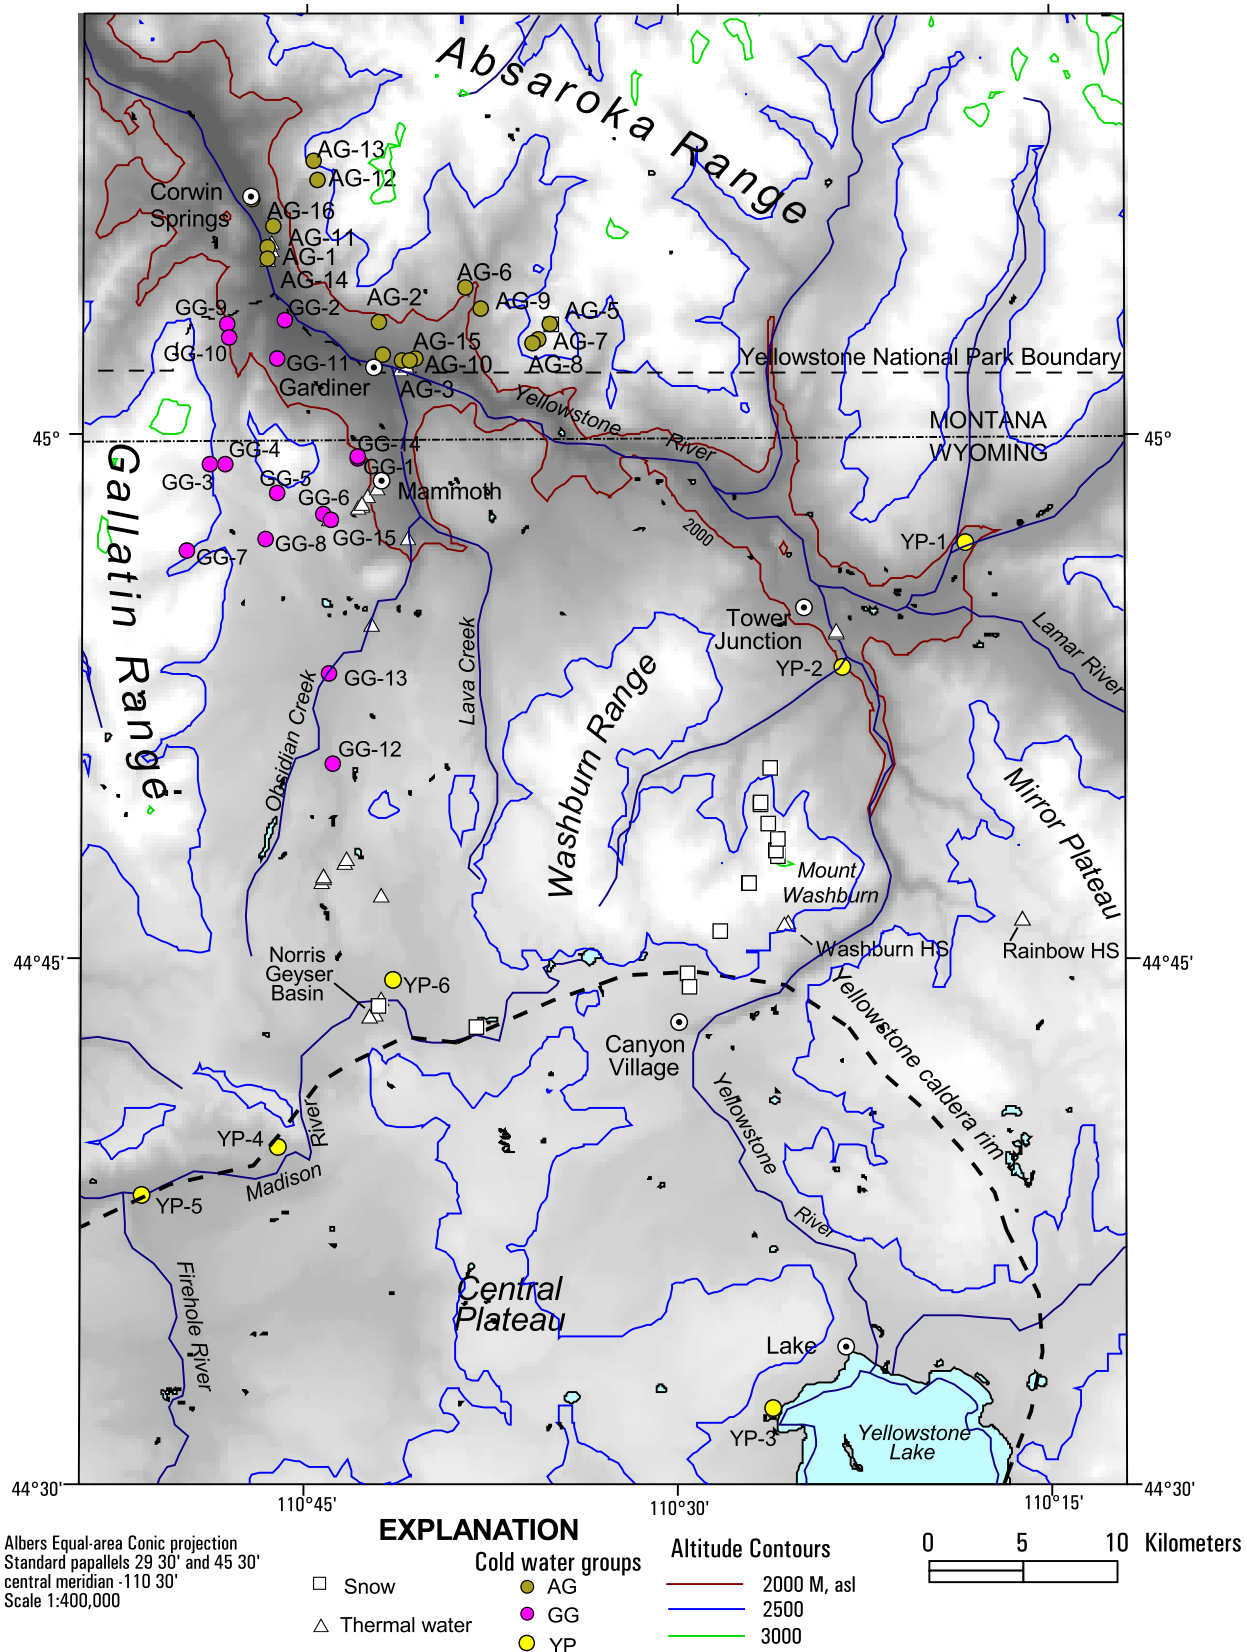 Absaroka Range
AG-13
AG-12
Corwin
Springs
AG-16
AG-11
AG-1
AG-14
AG-6
AG-2
AG-9
AG-5
GG-9
GG-2
AG-15
AG-7
GG-10
GG-11
AG-10
AG-8
Yellowstone National Park Boundary
Gardiner
AG-3
Yellowstone
River
MONTANA
45°
45°
WYOMING
GG-4
GG-14
GG-1
GG-3
GG-5
Mammoth
GG-6
2000
GG-15
GG-8
GG-7
YP-1
Gallatin Range
Tower
Junction
Lamar River
YP-2
Lava Creek
GG-13
Obsidian Creek
Washburn Range
GG-12
Mirror Plateau
Mount
Washburn
Washburn HS
Rainbow HS
44°45'
44°45'
Norris
Geyser
Basin
YP-6
Yellowstone caldera rim
Canyon
Village
Yellowstone
River
YP-4
River
Madison
YP-5
Firehole River
Central
Plateau
Lake
YP-3
Yellowstone
Lake
44°30'
44°30'
110°45'
110°30'
110°15'
EXPLANATION
Albers Equal-area Conic projection
Standard papallels 29 30' and 45 30'
central meridian -110 30'
Scale 1:400,000
Snow
Thermal water
Cold water groups
AG
GG
YP
Altitude Contours
2000 M, asl
2500
3000
0 5 10 Kilometers